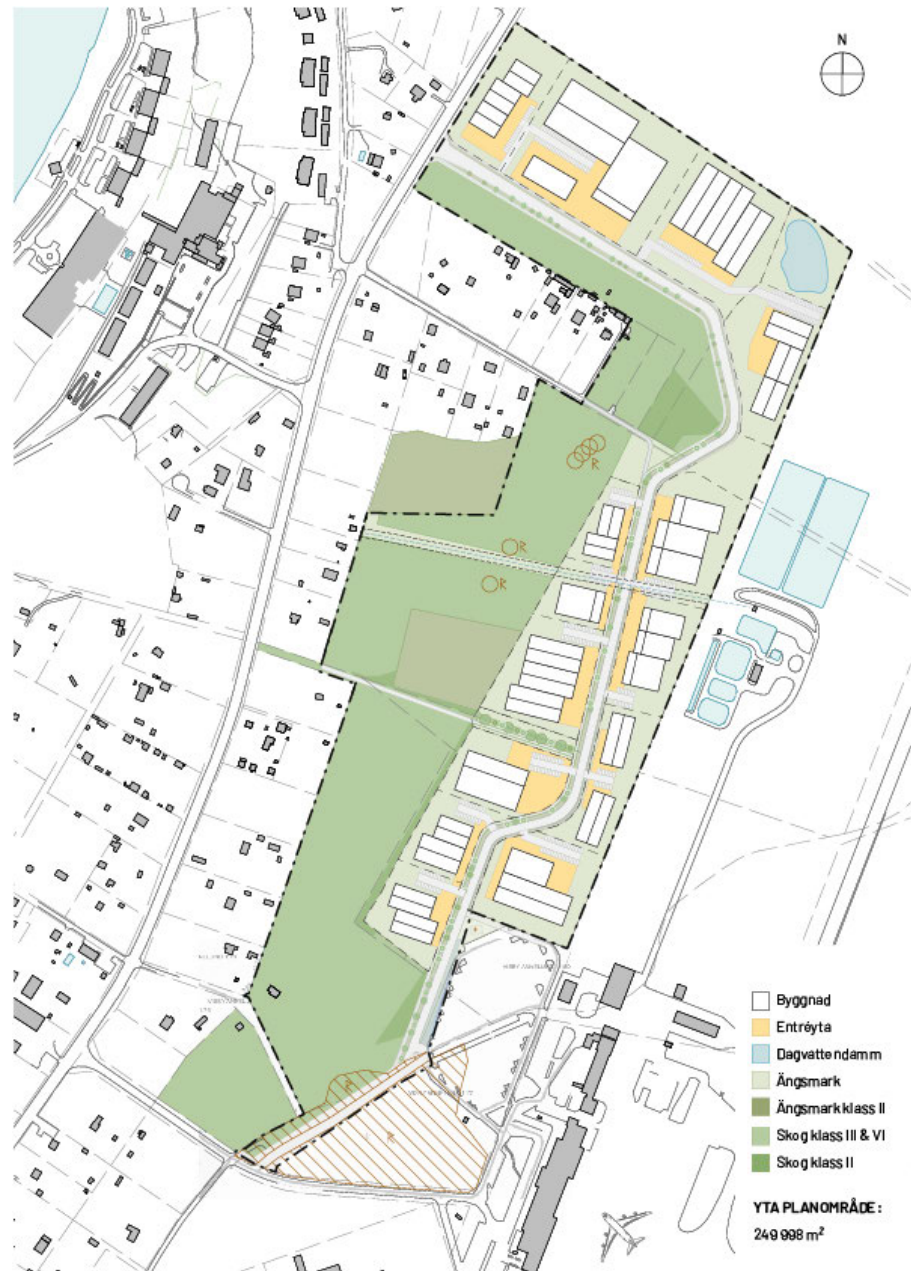 N
R
R
R
R
R
Byggnad
Entréyta
Dagvattendamm
Ängsmark
Ängsmark klass II
Skog klass III & VI
Skog klass II
YTA PLANOMRÅDE:
249 998 m²